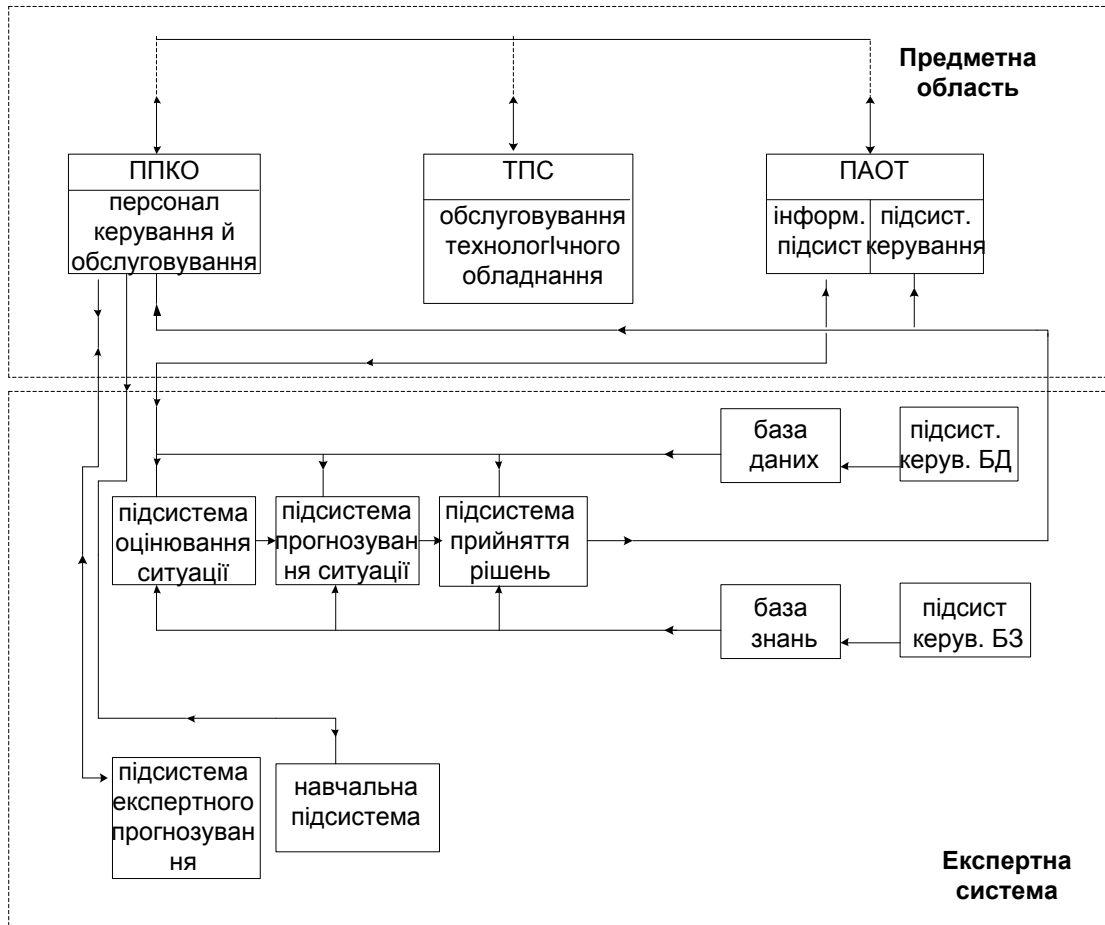 Предметна
область
ППКО
персонал
керування й
обслуговування
ТПС
обслуговування
технологІчного
обладнання
ПАОТ
інформ.
підсист
підсист.
керування
база
даних
підсист.
керув. БД
підсистема
оцінювання
ситуації
підсистема
прогнозуван
ня ситуації
підсистема
прийняття
рішень
база
знань
підсист
керув. БЗ
підсистема
експертного
прогнозуван
ня
навчальна
підсистема
Експертна
система